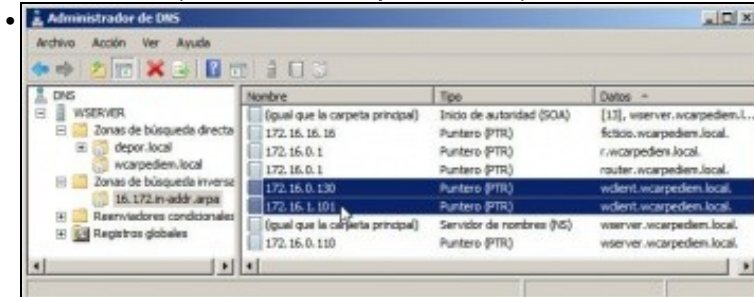 Administrador de DNS
Archivo Acción Ver Ayuda
DNS
WSERVER
Zonas de búsqueda directa
depor.local
wcarpediem.local
Zonas de búsqueda inversa
16.172.in-addr.arpa
Reenviadores condicionales
Registros globales
Nombre Tipo Datos
(igual que la carpeta principal) Inicio de autoridad (SOA) [13], wserver.wcarpediem.l...
172.16.16.16 Puntero (PTR) ficticio.wcarpediem.local.
172.16.0.1 Puntero (PTR) r.wcarpediem.local.
172.16.0.1 Puntero (PTR) router.wcarpediem.local.
172.16.0.130 Puntero (PTR) wclient.wcarpediem.local.
172.16.1.101 Puntero (PTR) wclient.wcarpediem.local.
(igual que la carpeta principal) Servidor de nombres (NS) wserver.wcarpediem.local.
172.16.0.110 Puntero (PTR) wserver.wcarpediem.local.